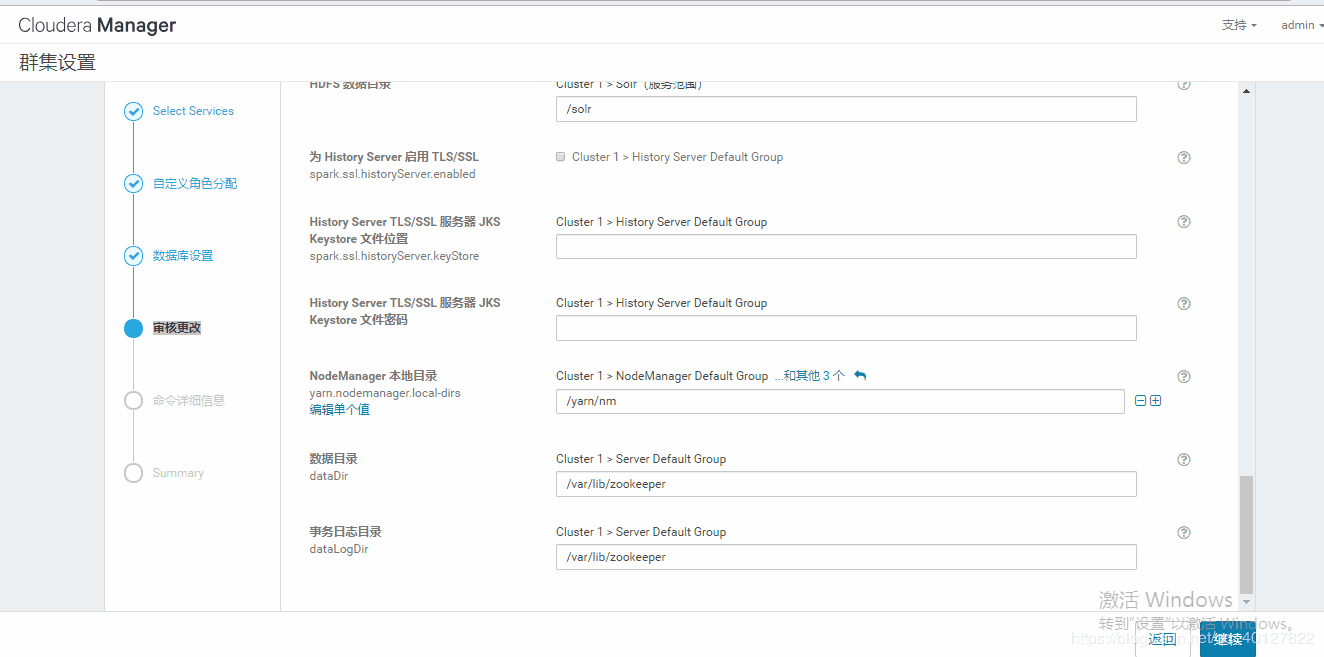 Cloudera Manager
支持
admin
群集设置
Select Services
自定义角色分配
数据库设置
审核更改
命令详细信息
Summary
HDFS 数据目录
Cluster 1 > Solr（服务范围）
/solr
为 History Server 启用 TLS/SSL
Cluster 1 > History Server Default Group
spark.ssl.historyServer.enabled
History Server TLS/SSL 服务器 JKS
Cluster 1 > History Server Default Group
Keystore 文件位置
spark.ssl.historyServer.keyStore
History Server TLS/SSL 服务器 JKS
Cluster 1 > History Server Default Group
Keystore 文件密码
NodeManager 本地目录
Cluster 1 > NodeManager Default Group ...和其他 3 个
yarn.nodemanager.local-dirs
/yarn/nm
编辑单个值
数据目录
Cluster 1 > Server Default Group
dataDir
/var/lib/zookeeper
事务日志目录
Cluster 1 > Server Default Group
dataLogDir
/var/lib/zookeeper
激活 Windows
转到"设置"以激活 Windows。
返回
继续